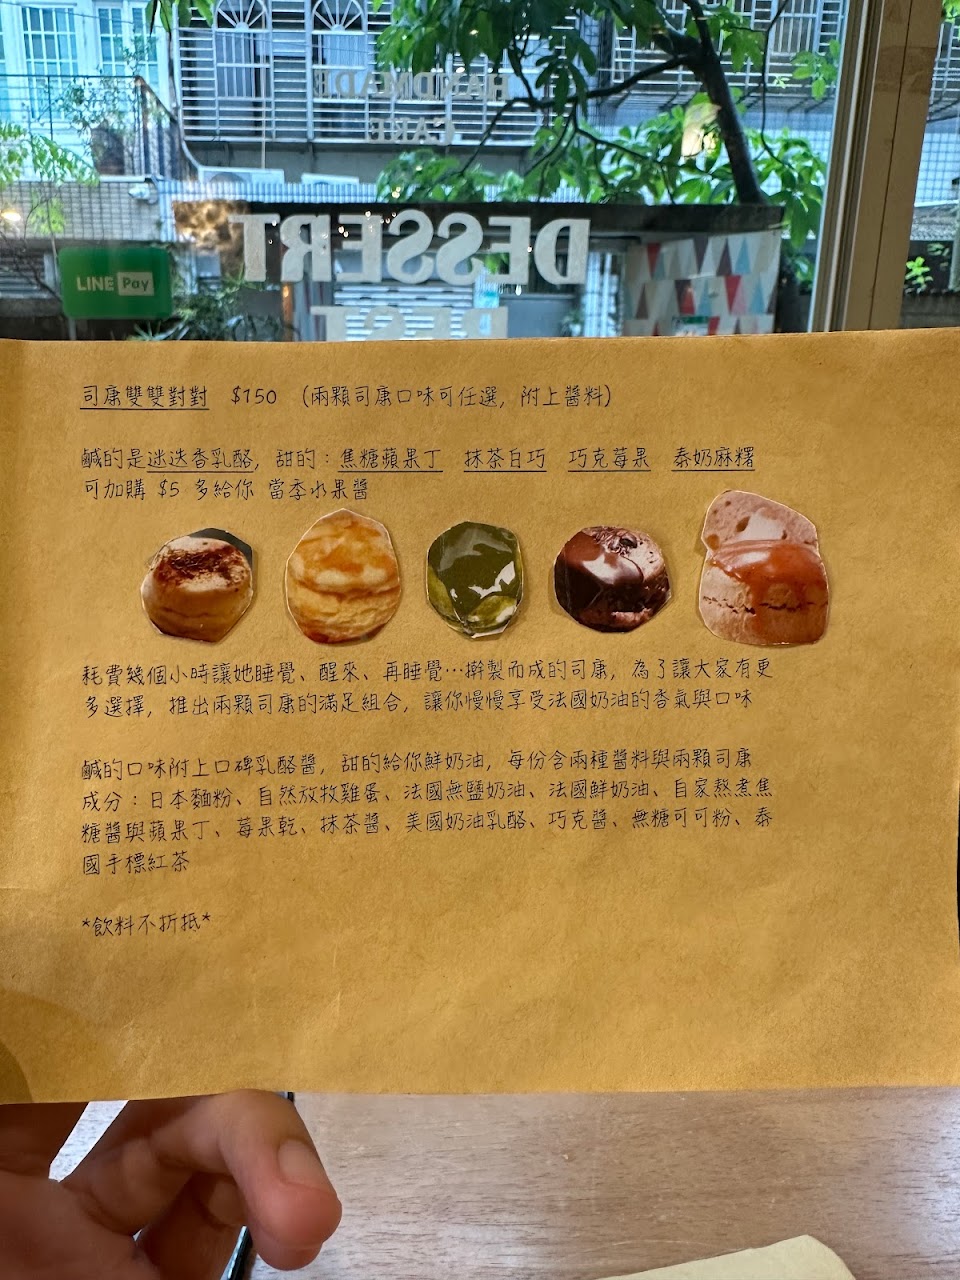 HANDMADE
CAKE
DESSERT
BEST
LINE Pay
司康雙雙對對 $150 (兩顆司康口味可任選, 附上醬料)
鹹的是迷迭香乳酪, 甜的：焦糖蘋果丁 抹茶白巧 巧克莓果 泰奶麻糬
可加購 $5 多給你 當季水果醬
耗費幾個小時讓她睡覺、醒來、再睡覺…擀製而成的司康, 為了讓大家有更
多選擇, 推出兩顆司康的滿足組合, 讓你慢慢享受法國奶油的香氣與口味
鹹的口味附上口碑乳酪醬, 甜的給你鮮奶油, 每份含兩種醬料與兩顆司康
成分：日本麵粉、自然放牧雞蛋、法國無鹽奶油、法國鮮奶油、自家熬煮焦
糖醬與蘋果丁、莓果乾、抹茶醬、美國奶油乳酪、巧克醬、無糖可可粉、泰
國手標紅茶
*飲料不折抵*